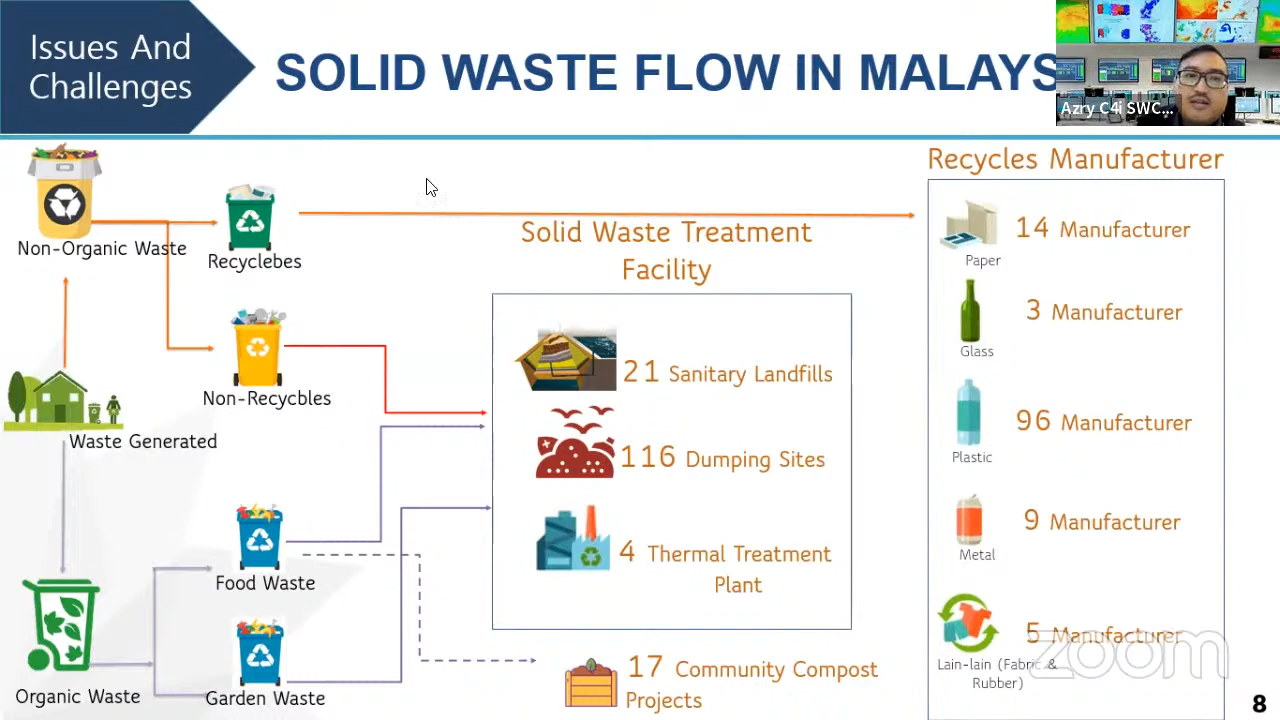 Issues And
Challenges
SOLID WASTE FLOW IN MALAYS
Azry C4i SWC...
Non-Organic Waste
Recyclebes
Non-Recycbles
Waste Generated
Food Waste
Organic Waste
Garden Waste
Solid Waste Treatment
Facility
21 Sanitary Landfills
116 Dumping Sites
4 Thermal Treatment
Plant
17 Community Compost
Projects
Recycles Manufacturer
14 Manufacturer
Paper
3 Manufacturer
Glass
96 Manufacturer
Plastic
9 Manufacturer
Metal
5 Manufacturer
Lain-lain (Fabric &
Rubber)
zoom
8